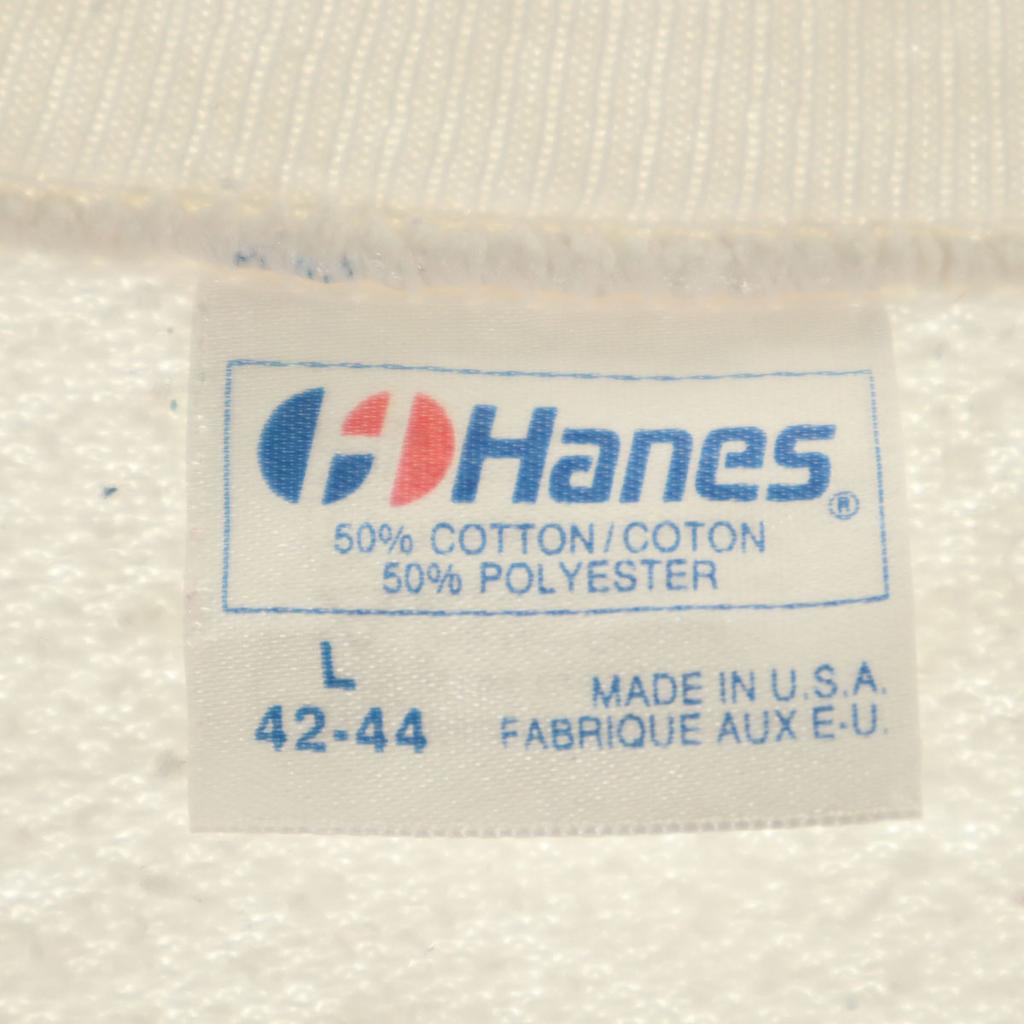 Hanes®
50% COTTON/COTON
50% POLYESTER
L
42-44
MADE IN U.S.A.
FABRIQUE AUX E-U.